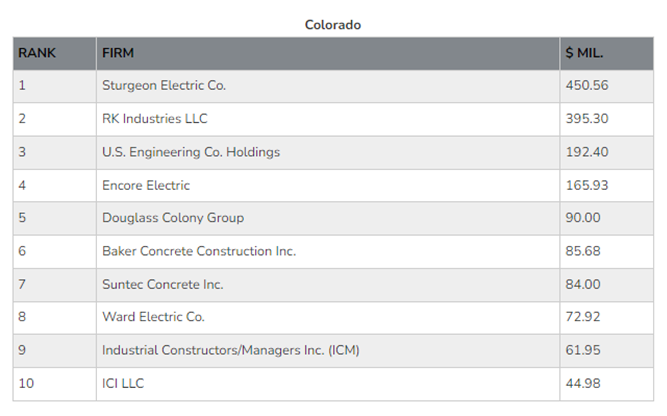 Colorado
RANK FIRM $ MIL.
1 Sturgeon Electric Co. 450.56
2 RK Industries LLC 395.30
3 U.S. Engineering Co. Holdings 192.40
4 Encore Electric 165.93
5 Douglass Colony Group 90.00
6 Baker Concrete Construction Inc. 85.68
7 Suntec Concrete Inc. 84.00
8 Ward Electric Co. 72.92
9 Industrial Constructors/Managers Inc. (ICM) 61.95
10 ICI LLC 44.98